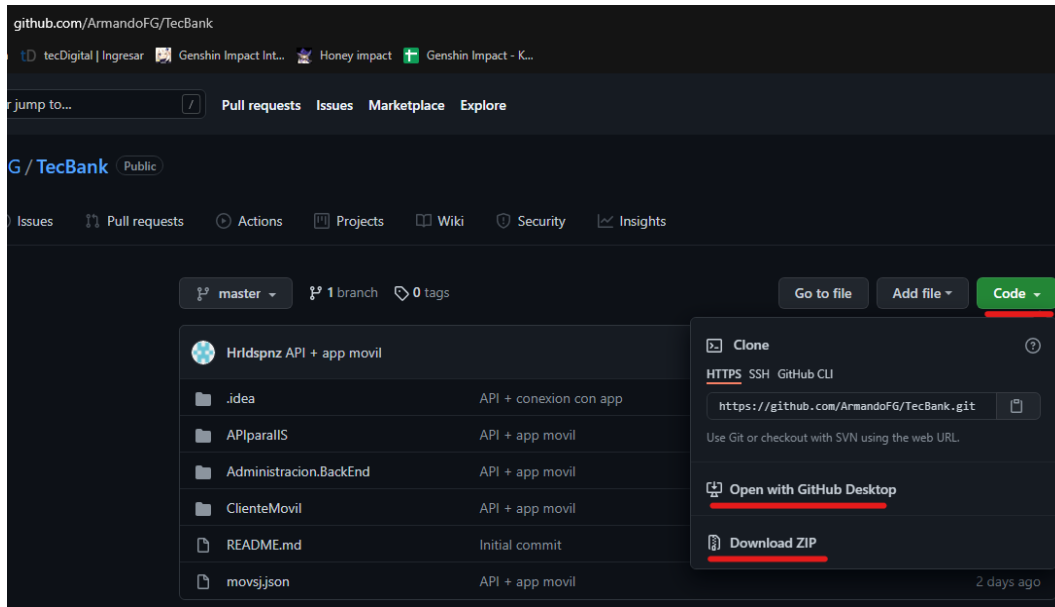 github.com/ArmandoFG/TecBank
tD tecDigital | Ingresar Genshin Impact Int... Honey impact Genshin Impact - K...
r jump to... / Pull requests Issues Marketplace Explore
G / TecBank Public
Issues Pull requests Actions Projects Wiki Security Insights
master 1 branch 0 tags Go to file Add file Code
Hrldspnz API + app movil
.idea API + conexion con app
APIparaIIS API + app movil
Administracion.BackEnd API + app movil
ClienteMovil API + app movil
README.md Initial commit
movsj.json API + app movil 2 days ago
Clone
HTTPS SSH GitHub CLI
https://github.com/ArmandoFG/TecBank.git
Use Git or checkout with SVN using the web URL.
Open with GitHub Desktop
Download ZIP